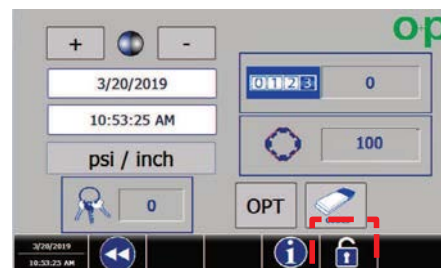 + -
op
3/20/2019
0123 0
10:53:25 AM
100
psi / inch
0
OPT
3/20/2019
10:53:25 AM